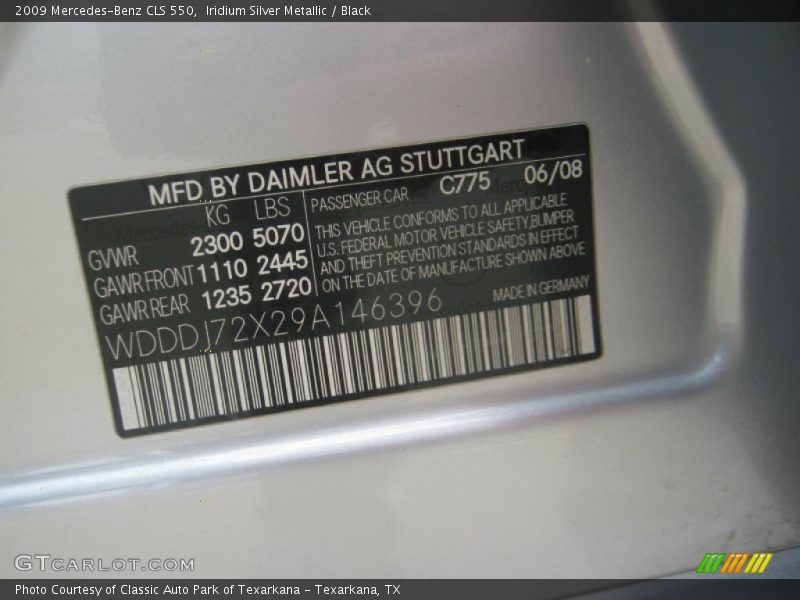 2009 Mercedes-Benz CLS 550,  Iridium Silver Metallic / Black
MFD BY DAIMLER AG STUTTGART
KG LBS
GVWR 2300 5070
GAWR FRONT 1110 2445
GAWR REAR 1235 2720
PASSENGER CAR C775 06/08
THIS VEHICLE CONFORMS TO ALL APPLICABLE
U.S. FEDERAL MOTOR VEHICLE SAFETY,BUMPER
AND THEFT PREVENTION STANDARDS IN EFFECT
ON THE DATE OF MANUFACTURE SHOWN ABOVE
WDDDJ72X29A146396 MADE IN GERMANY
GTCARLOT.COM
Photo Courtesy of Classic Auto Park of Texarkana - Texarkana, TX